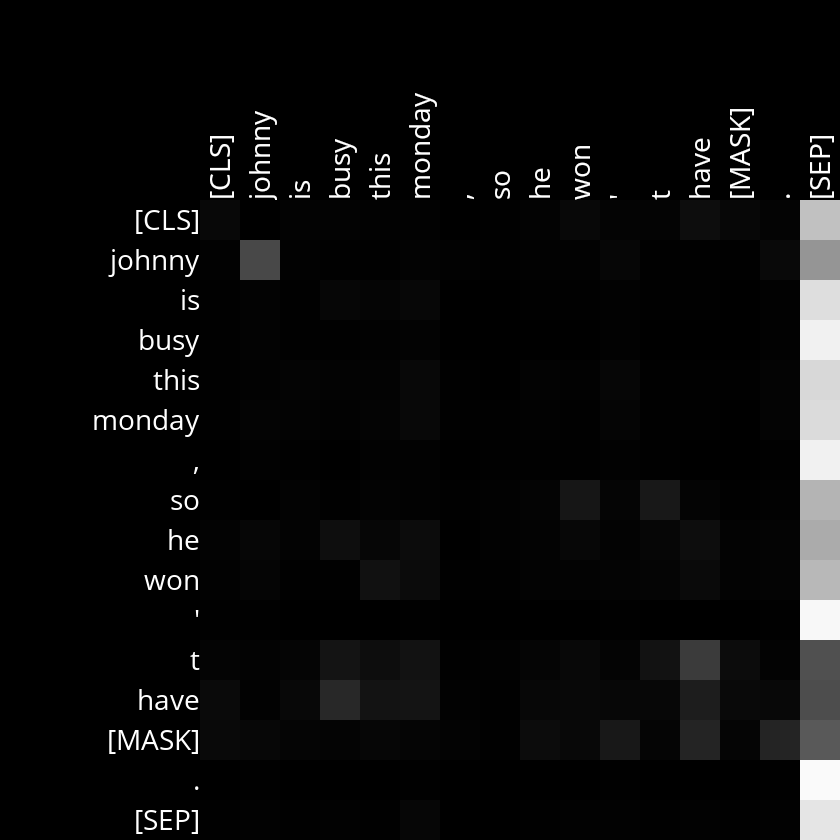 [CLS] johnny is busy this monday , so he won ' t have [MASK] . [SEP]
[CLS]
johnny
is
busy
this
monday
,
so
he
won
'
t
have
[MASK]
.
[SEP]